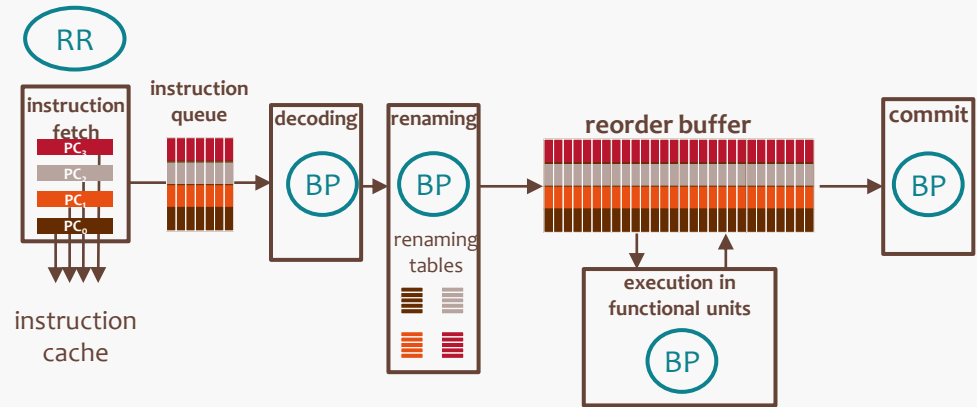 RR
instruction
fetch
PC3
PC2
PC1
PC0
instruction
cache
instruction
queue
decoding
BP
renaming
BP
renaming
tables
reorder buffer
execution in
functional units
BP
commit
BP